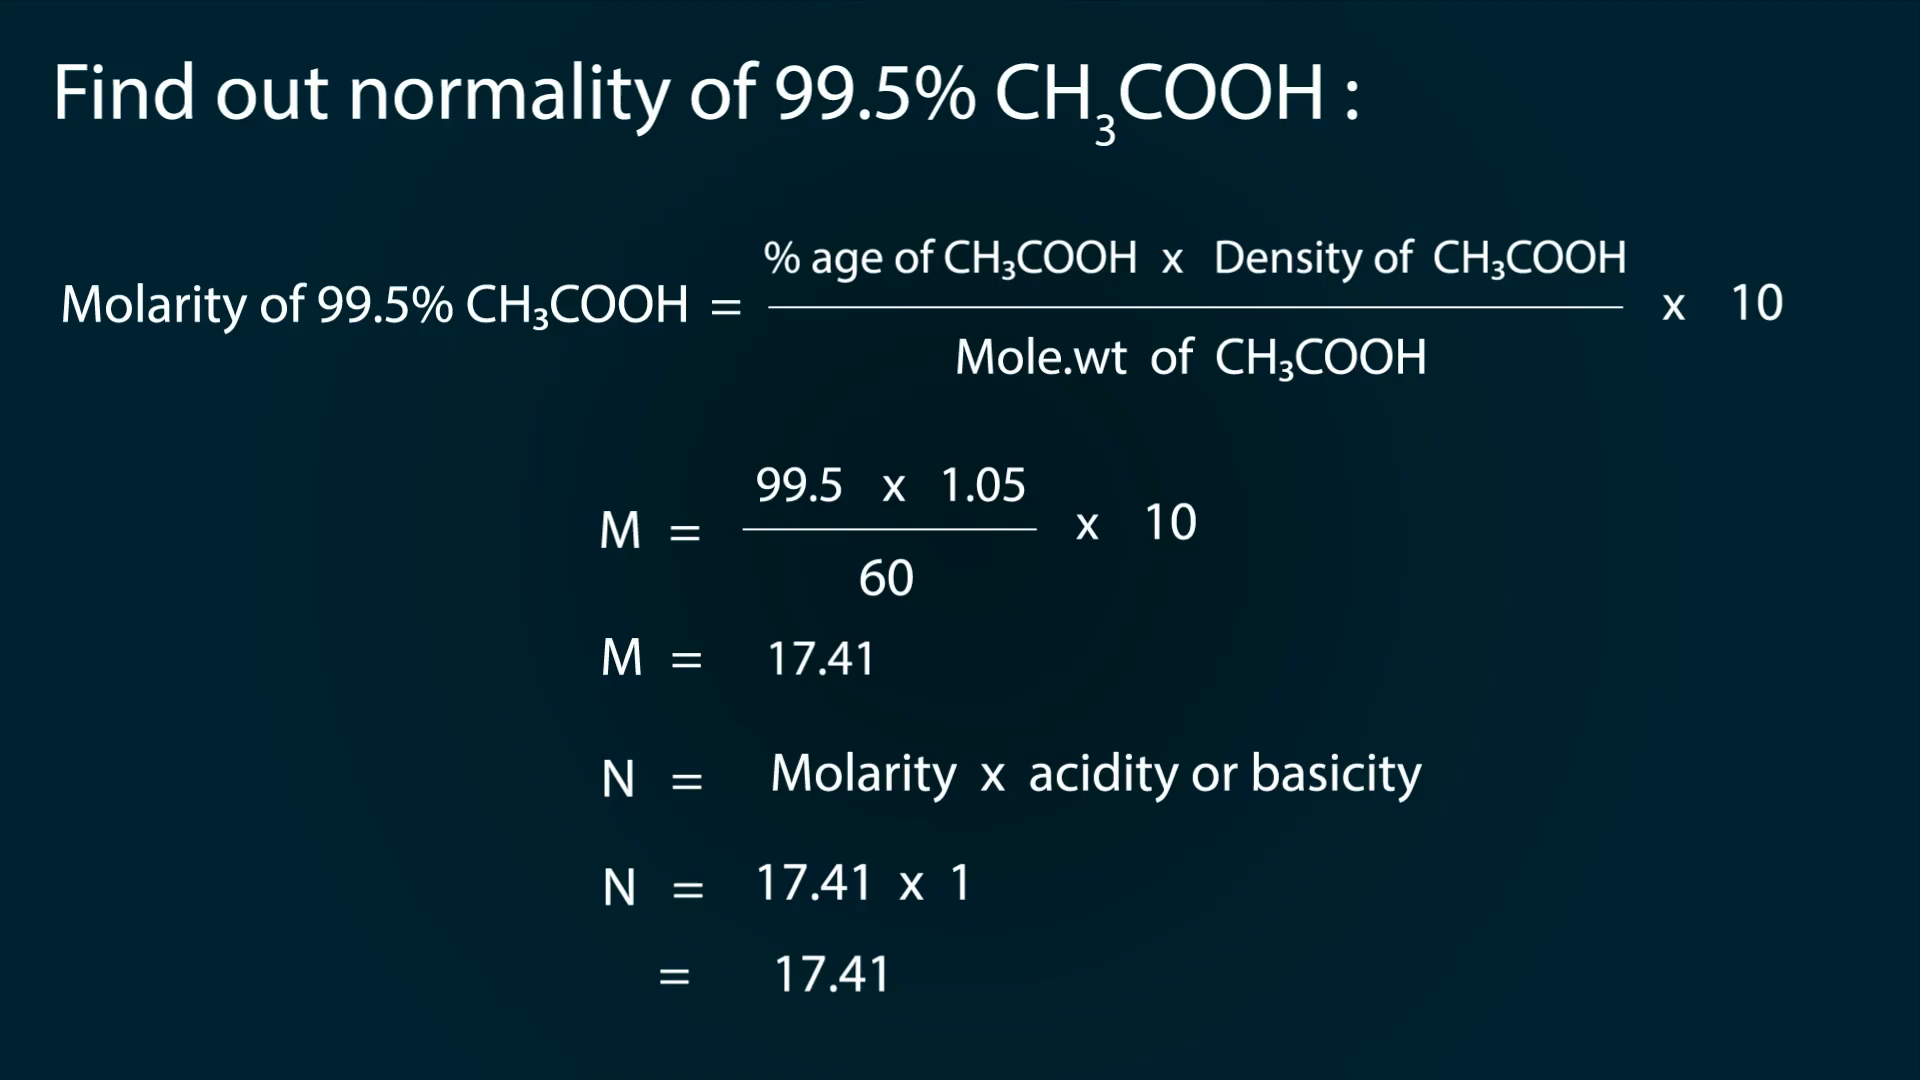 Find out normality of 99.5% CH₃COOH :
% age of CH₃COOH x Density of CH₃COOH
Molarity of 99.5% CH₃COOH = x 10
Mole.wt of CH₃COOH
99.5 x 1.05
M = x 10
60
M = 17.41
N = Molarity x acidity or basicity
N = 17.41 x 1
= 17.41